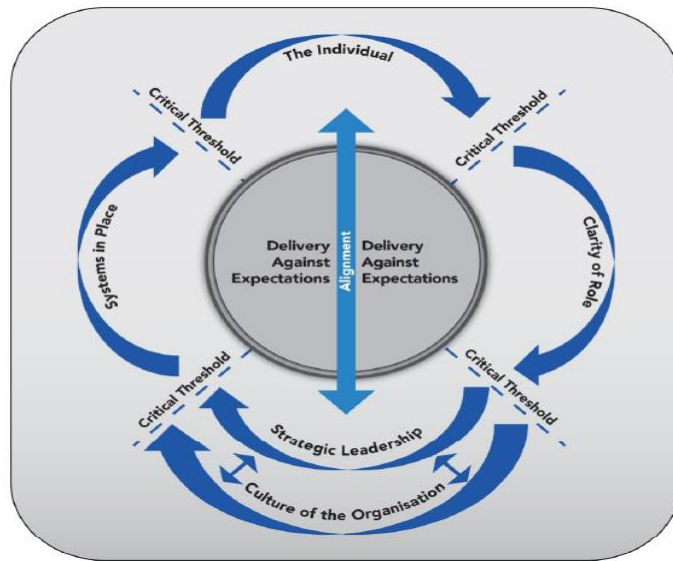 The Individual
Critical Threshold
Critical Threshold
Systems in Place
Delivery
Against
Expectations
Alignment
Delivery
Against
Expectations
Clarity of Role
Critical Threshold
Critical Threshold
Strategic Leadership
Culture of the Organisation